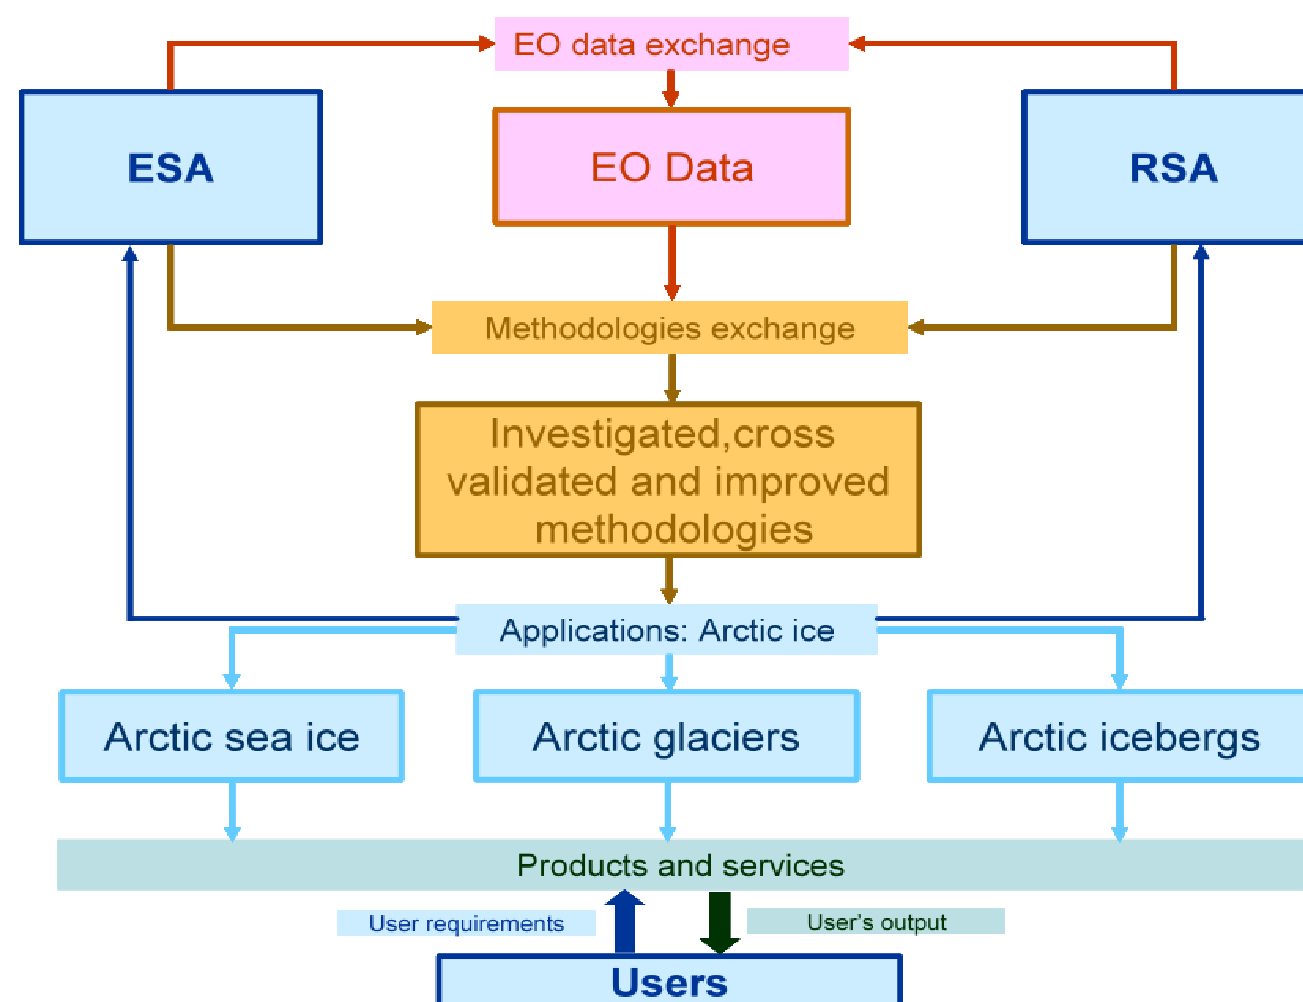 EO data exchange
ESA
EO Data
RSA
Methodologies exchange
Investigated,cross
validated and improved
methodologies
Applications: Arctic ice
Arctic sea ice
Arctic glaciers
Arctic icebergs
Products and services
User requirements
User's output
Users